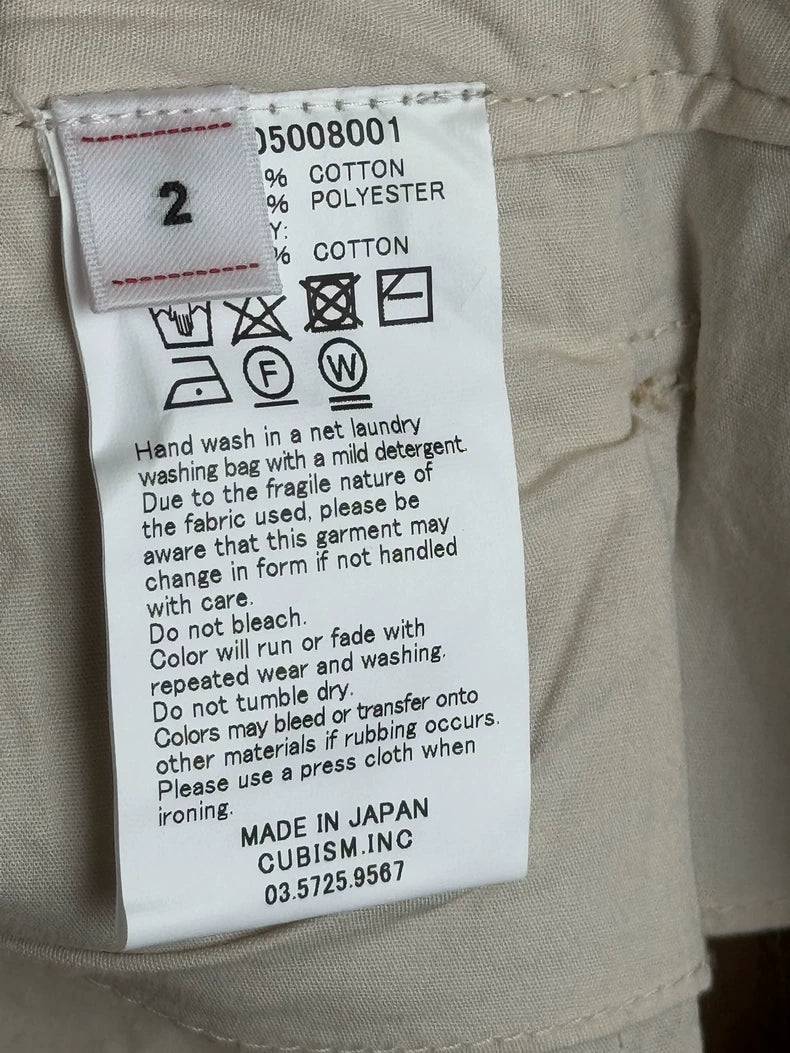 2
05008001
% COTTON
% POLYESTER
Y:
% COTTON
F W
Hand wash in a net laundry
washing bag with a mild detergent.
Due to the fragile nature of
the fabric used, please be
aware that this garment may
change in form if not handled
with care.
Do not bleach.
Color will run or fade with
repeated wear and washing.
Do not tumble dry.
Colors may bleed or transfer onto
other materials if rubbing occurs.
Please use a press cloth when
ironing.
MADE IN JAPAN
CUBISM.INC
03.5725.9567